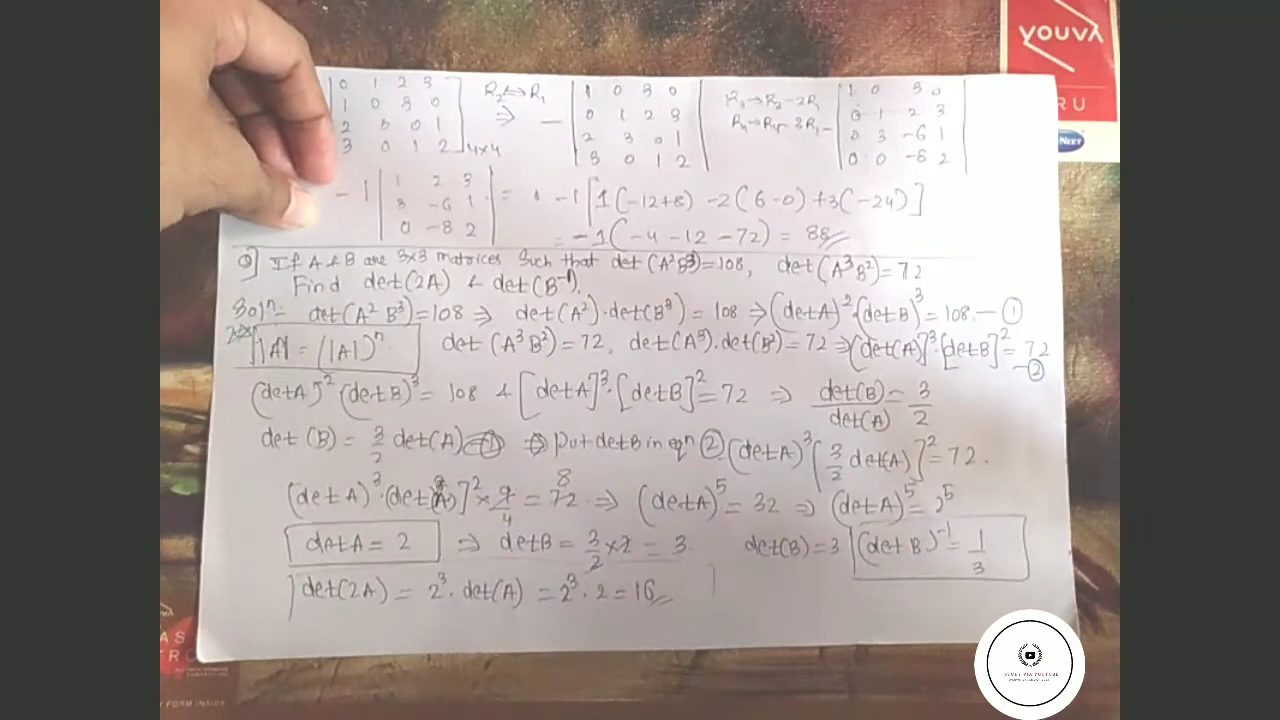 YOUVA
RU
NEET
0 1 2 3
1 0 3 0
2 3 0 1
3 0 1 2 4x4
R2 ↔ R1
⇒ -
1 0 3 0
0 1 2 3
2 3 0 1
3 0 1 2
R3 → R2 - 2R1
R4 → R4 - 3R1 -
1 0 3 0
0 1 2 3
0 3 -6 1
0 0 -8 2
- 1 | 1 2 3
3 -6 1
0 -8 2 | = -1 [1(-12+8) -2(6-0) +3(-24)]
= -1(-4 -12 -72) = 88
Q] If A & B are 3x3 matrices such that det(A²B³)=108, det(A³B²)=72
Find det(2A) & det(B⁻¹).
Solⁿ: det(A²B³)=108 ⇒ det(A²)·det(B³) = 108 ⇒ (detA)²·(detB)³ = 108 — ①
|Aⁿ| = (|A|)ⁿ det(A³B²)=72, det(A³)·det(B²)=72 ⇒ [det(A)]³·[detB]² = 72 — ②
(detA)² (detB)³ = 108 & [detA]³·[detB]² = 72 ⇒ det(B)/det(A) = 3/2
det(B) = 3/2 det(A) ⇒ Put detB in eqⁿ ② (detA)³ [3/2 det(A)]² = 72.
(detA)³·(det(A)]² x 9/4 = 72 8 ⇒ (detA)⁵ = 32 ⇒ (detA)⁵ = 2⁵
detA = 2 ⇒ detB = 3/2 x 2 = 3 det(B) = 3 (detB)⁻¹ = 1/3
det(2A) = 2³·det(A) = 2³·2 = 16
FORM INSIDE